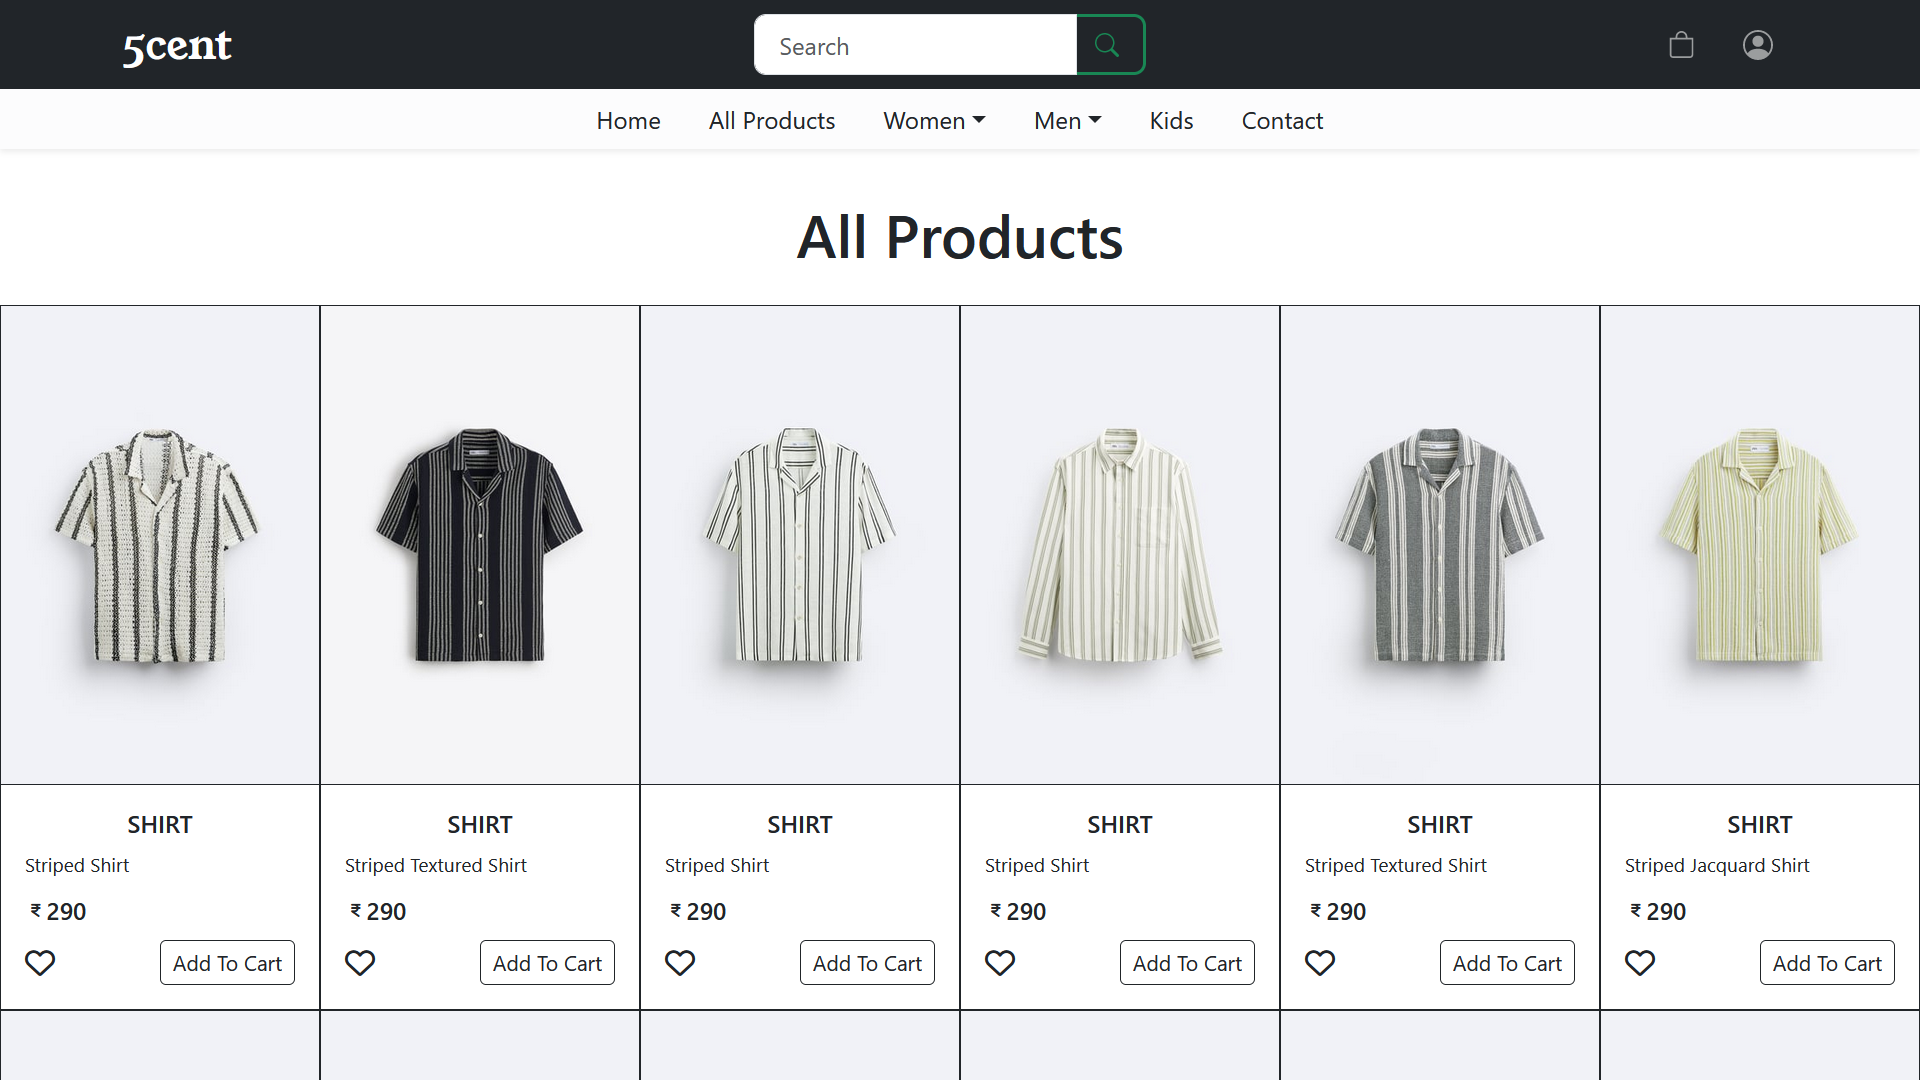 5cent
Search
Home All Products Women Men Kids Contact
All Products
SHIRT SHIRT SHIRT SHIRT SHIRT SHIRT
Striped Shirt Striped Textured Shirt Striped Shirt Striped Shirt Striped Textured Shirt Striped Jacquard Shirt
₹ 290 ₹ 290 ₹ 290 ₹ 290 ₹ 290 ₹ 290
Add To Cart Add To Cart Add To Cart Add To Cart Add To Cart Add To Cart